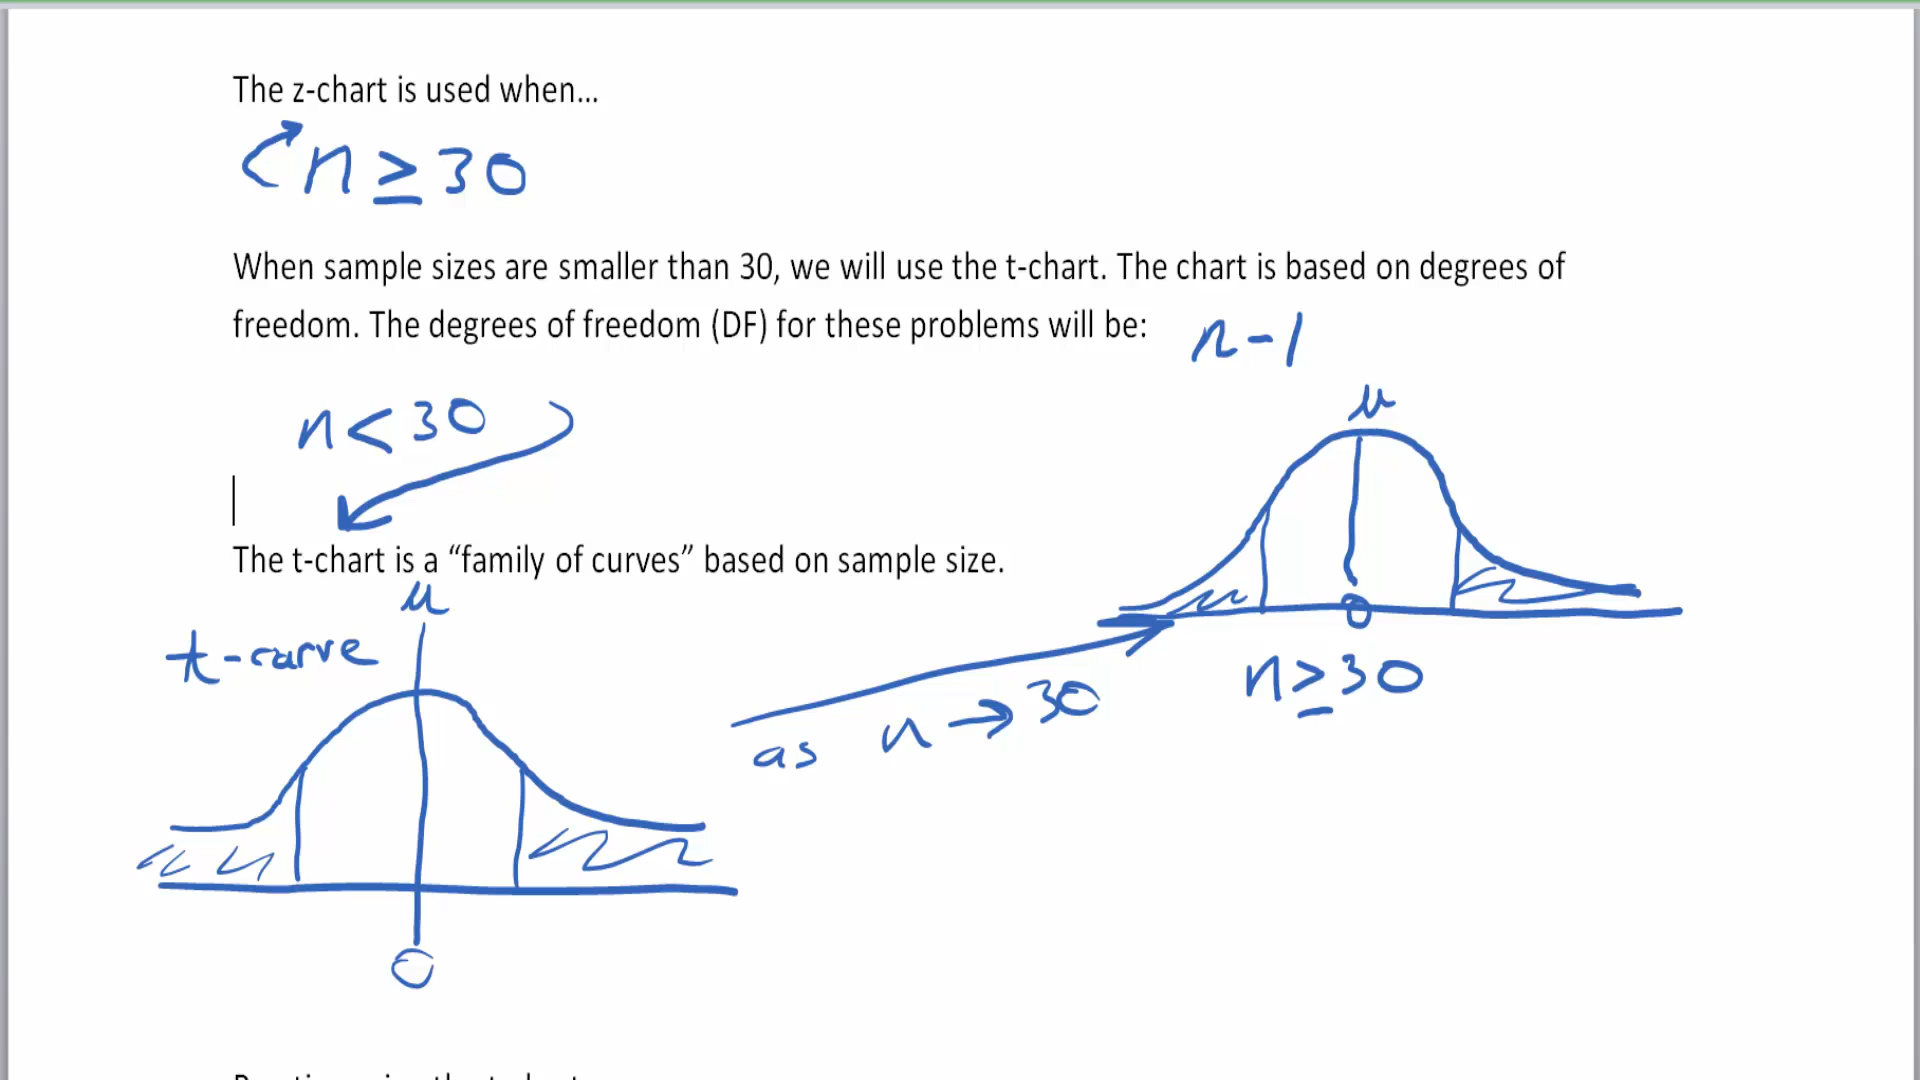 The z-chart is used when...
n ≥ 30
When sample sizes are smaller than 30, we will use the t-chart. The chart is based on degrees of
freedom. The degrees of freedom (DF) for these problems will be: n-1
n < 30
μ
The t-chart is a “family of curves” based on sample size.
μ
t-curve
0
n ≥ 30
as n → 30
0